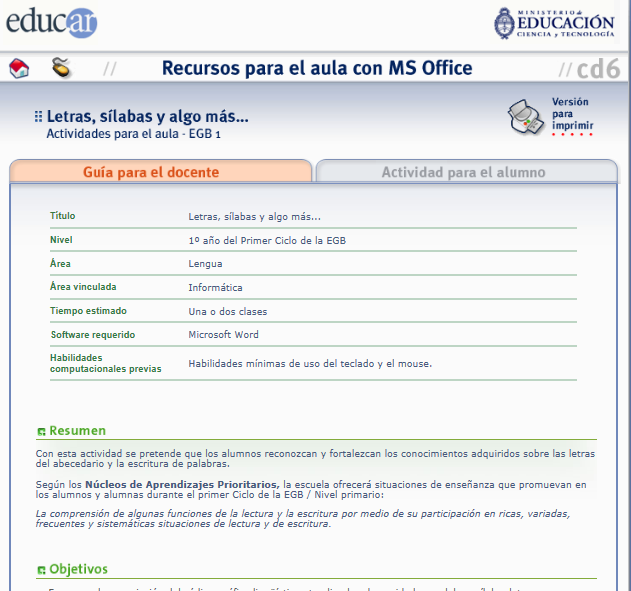 educ ar
MINISTERIO de
EDUCACIÓN
CIENCIA y TECNOLOGÍA
// Recursos para el aula con MS Office // cd6
Letras, sílabas y algo más...
Actividades para el aula - EGB 1
Versión
para
imprimir
Guía para el docente
Actividad para el alumno
Título Letras, sílabas y algo más...
Nivel 1º año del Primer Ciclo de la EGB
Área Lengua
Área vinculada Informática
Tiempo estimado Una o dos clases
Software requerido Microsoft Word
Habilidades
computacionales previas Habilidades mínimas de uso del teclado y el mouse.
Resumen
Con esta actividad se pretende que los alumnos reconozcan y fortalezcan los conocimientos adquiridos sobre las letras
del abecedario y la escritura de palabras.
Según los Núcleos de Aprendizajes Prioritarios, la escuela ofrecerá situaciones de enseñanza que promuevan en
los alumnos y alumnas durante el primer Ciclo de la EGB / Nivel primario:
La comprensión de algunas funciones de la lectura y la escritura por medio de su participación en ricas, variadas,
frecuentes y sistemáticas situaciones de lectura y de escritura.
Objetivos